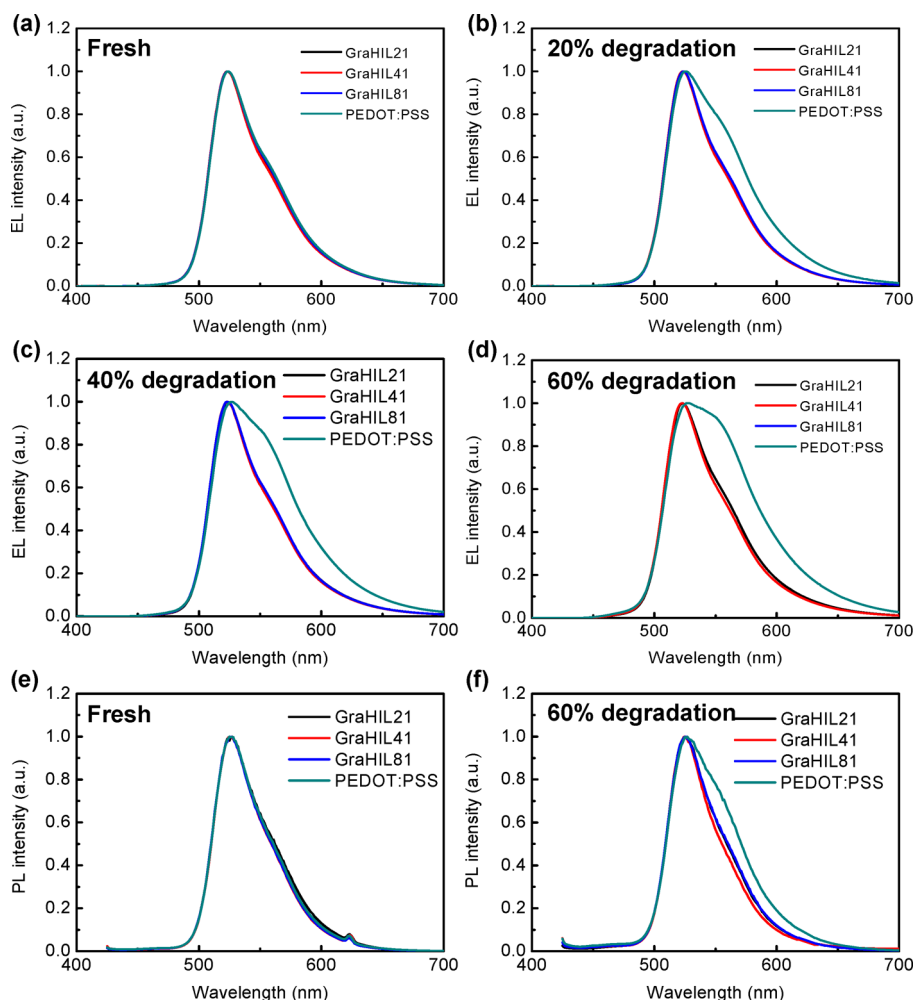 (a)
Fresh
GraHIL21
GraHIL41
GraHIL81
PEDOT:PSS
EL intensity (a.u.)
1.2
1.0
0.8
0.6
0.4
0.2
0.0
400 500 600 700
Wavelength (nm)
(b)
20% degradation
GraHIL21
GraHIL41
GraHIL81
PEDOT:PSS
EL intensity (a.u.)
1.2
1.0
0.8
0.6
0.4
0.2
0.0
400 500 600 700
Wavelength (nm)
(c)
40% degradation
GraHIL21
GraHIL41
GraHIL81
PEDOT:PSS
EL intensity (a.u.)
1.2
1.0
0.8
0.6
0.4
0.2
0.0
400 500 600 700
Wavelength (nm)
(d)
60% degradation
GraHIL21
GraHIL41
GraHIL81
PEDOT:PSS
EL intensity (a.u.)
1.2
1.0
0.8
0.6
0.4
0.2
0.0
400 500 600 700
Wavelength (nm)
(e)
Fresh
GraHIL21
GraHIL41
GraHIL81
PEDOT:PSS
PL intensity (a.u.)
1.2
1.0
0.8
0.6
0.4
0.2
0.0
400 500 600 700
Wavelength (nm)
(f)
60% degradation
GraHIL21
GraHIL41
GraHIL81
PEDOT:PSS
PL intensity (a.u.)
1.2
1.0
0.8
0.6
0.4
0.2
0.0
400 500 600 700
Wavelength (nm)